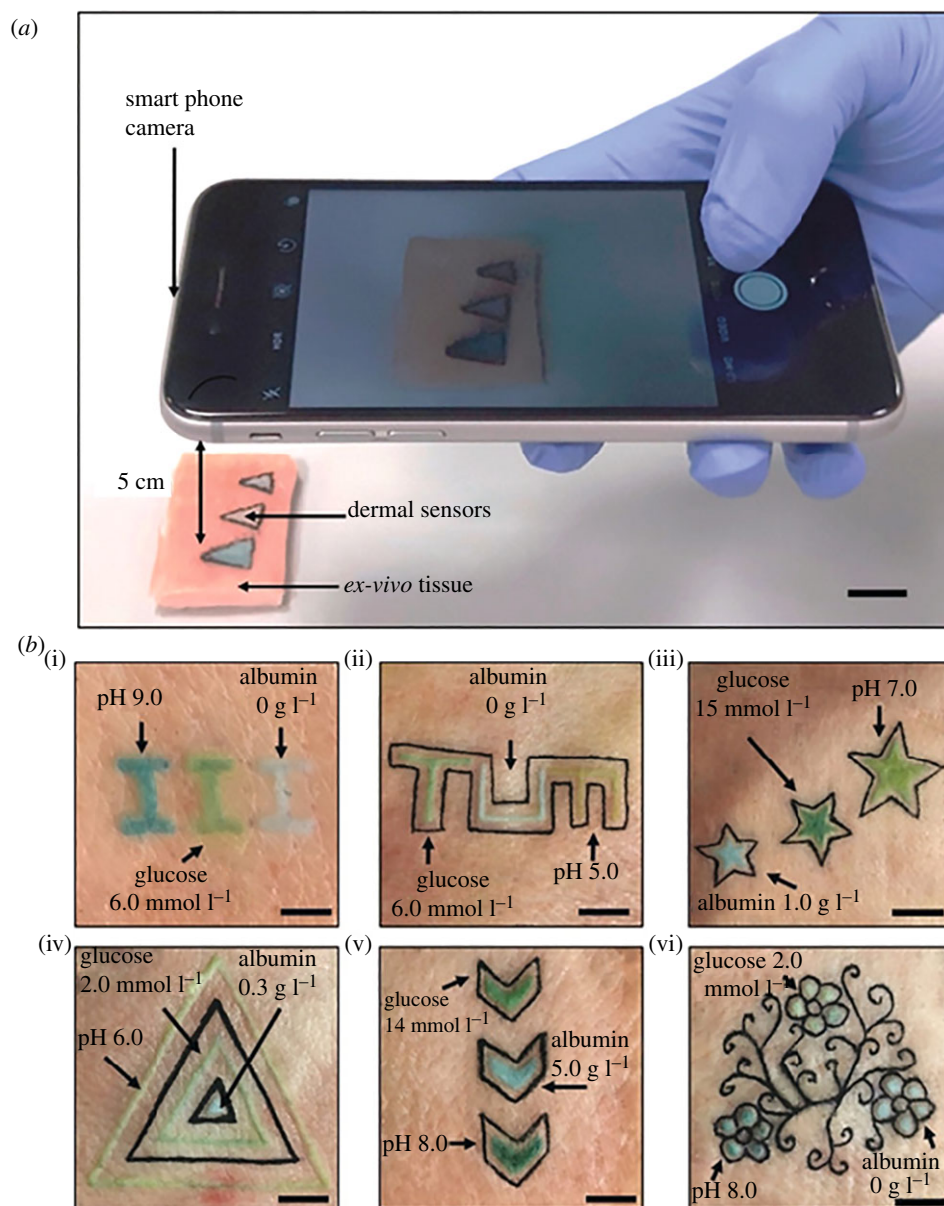 (a)
smart phone
camera
5 cm
dermal sensors
ex-vivo tissue
HDR
(b)
(i)
pH 9.0
albumin
0 g l⁻¹
glucose
6.0 mmol l⁻¹
(ii)
albumin
0 g l⁻¹
TUM
glucose
6.0 mmol l⁻¹
pH 5.0
(iii)
glucose
15 mmol l⁻¹
pH 7.0
albumin 1.0 g l⁻¹
(iv)
glucose
2.0 mmol l⁻¹
albumin
0.3 g l⁻¹
pH 6.0
(v)
glucose
14 mmol l⁻¹
albumin
5.0 g l⁻¹
pH 8.0
(vi)
glucose 2.0
mmol l⁻¹
pH 8.0
albumin
0 g l⁻¹